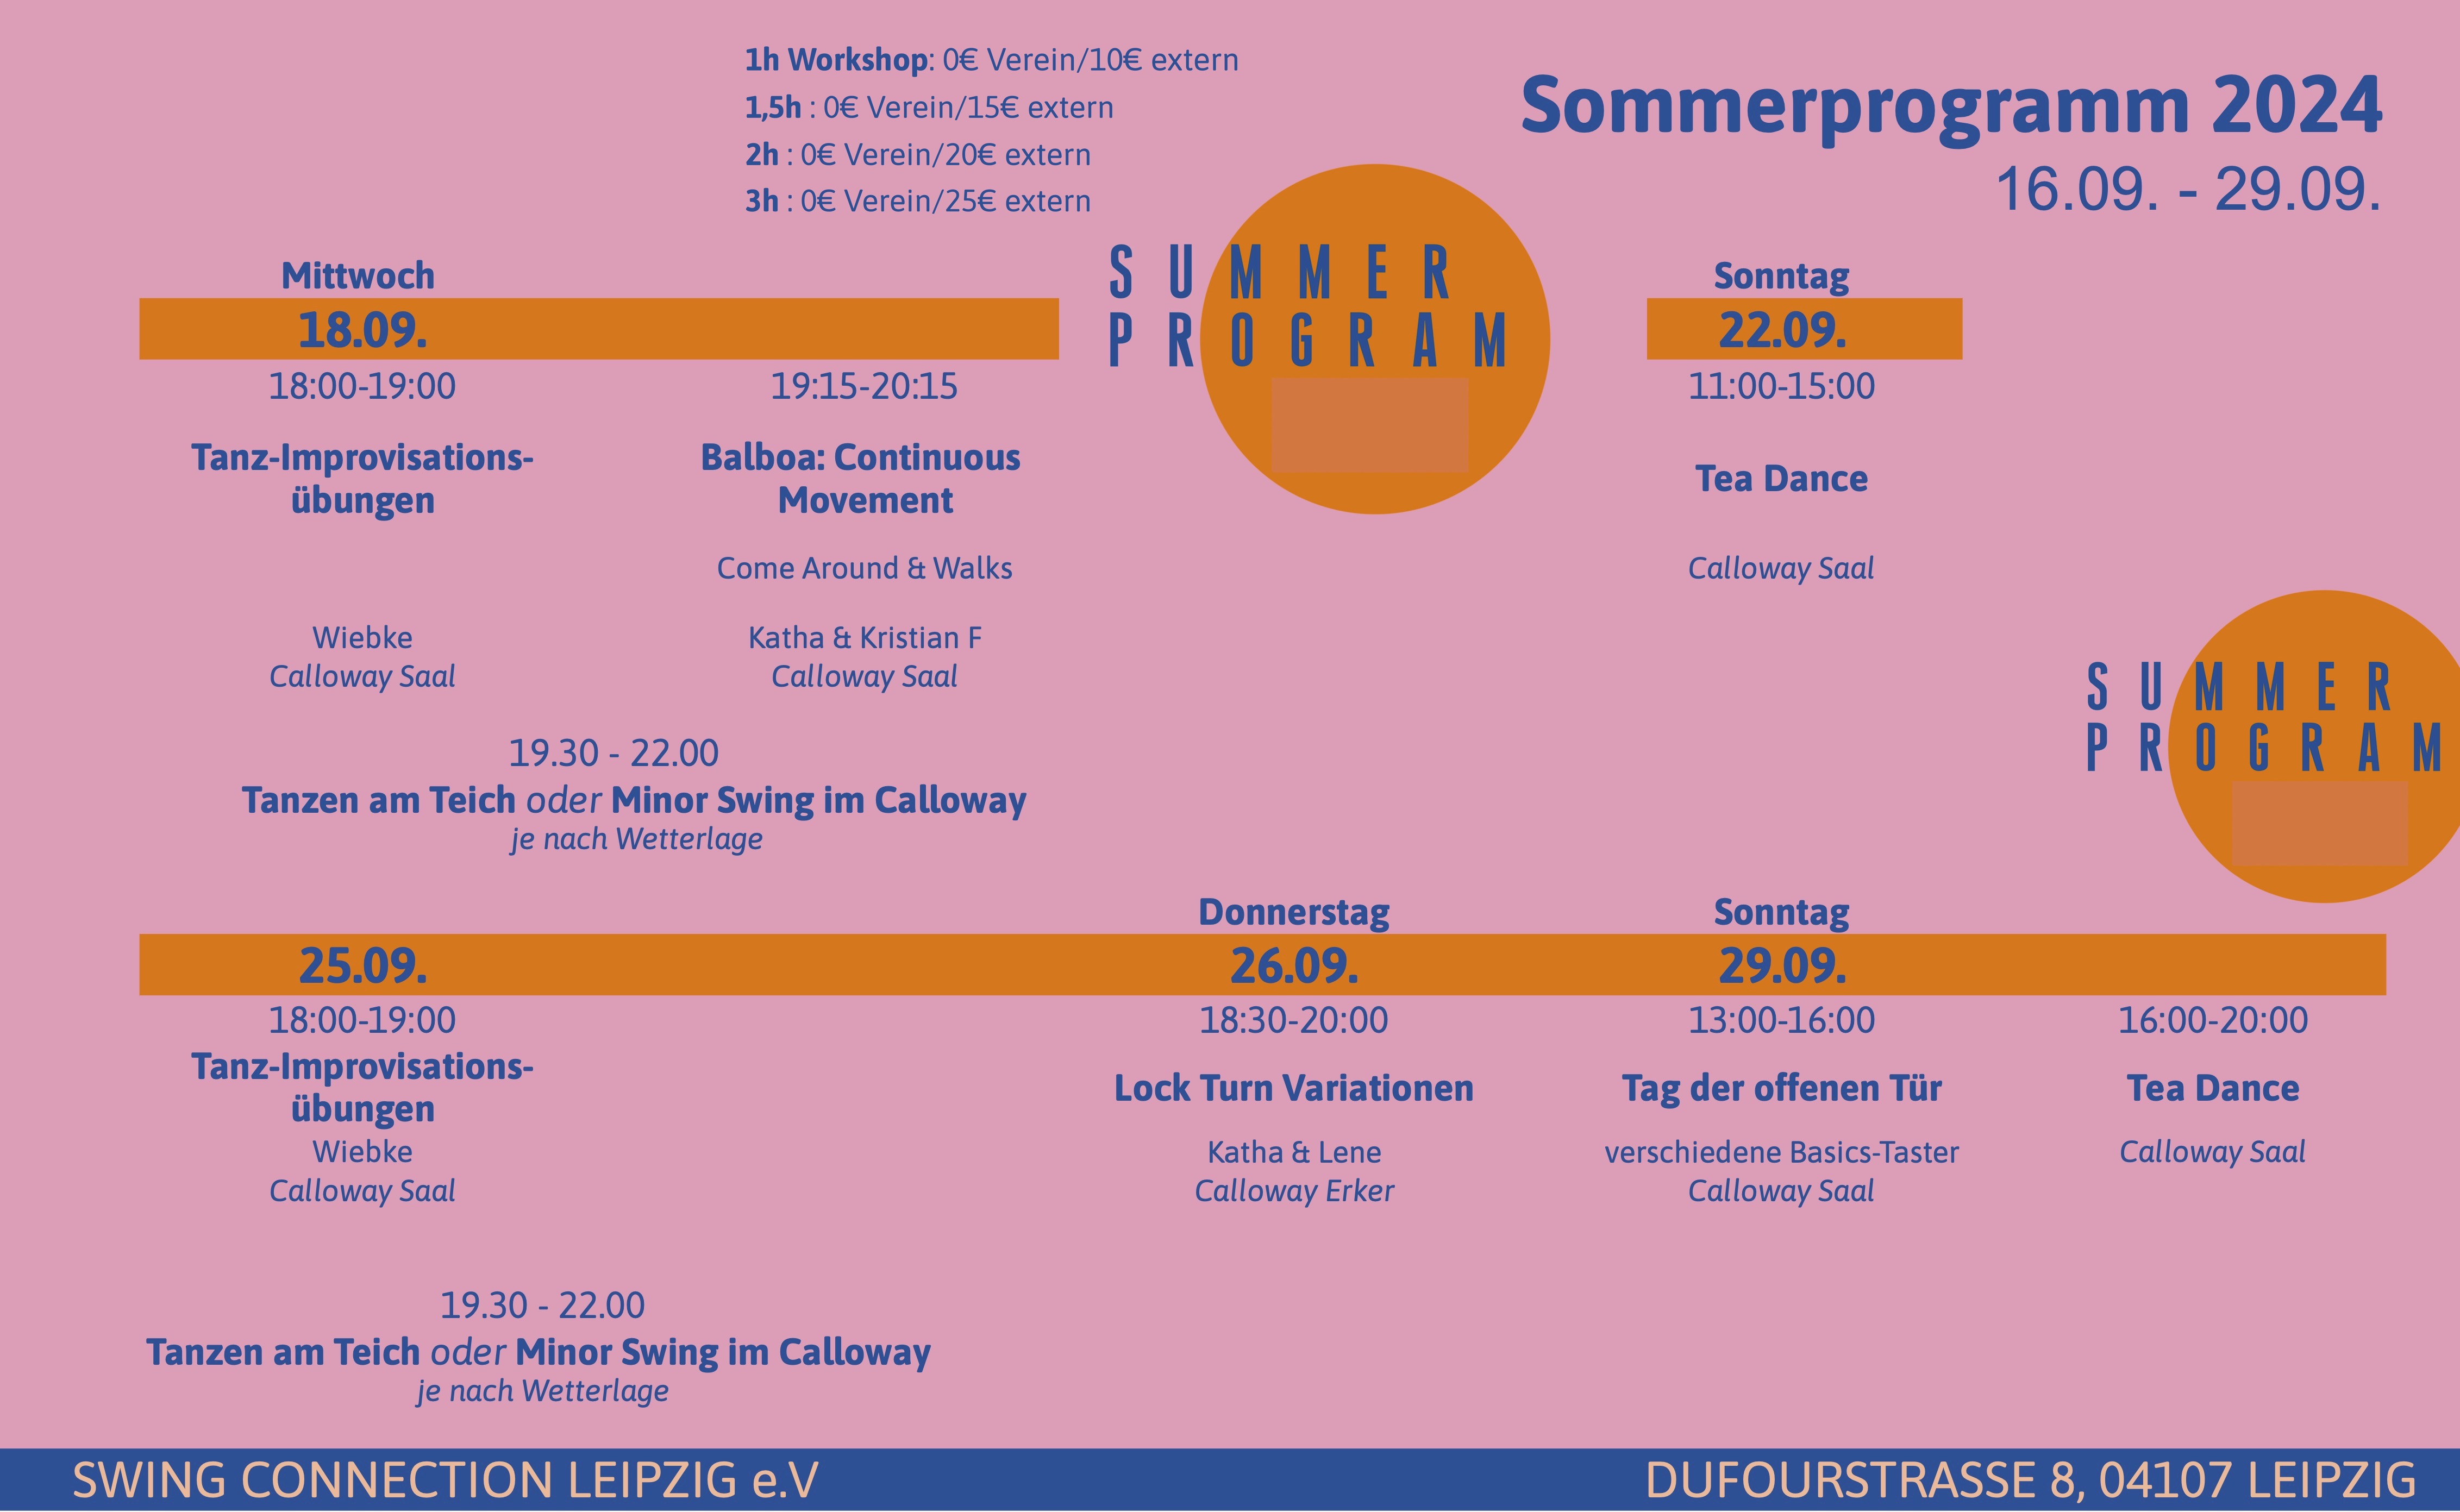 1h Workshop: 0€ Verein/10€ extern
1,5h : 0€ Verein/15€ extern
2h : 0€ Verein/20€ extern
3h : 0€ Verein/25€ extern
Sommerprogramm 2024
16.09. - 29.09.
SUMMER
PROGRAM
Mittwoch
18.09.
18:00-19:00
Tanz-Improvisations-
übungen
Wiebke
Calloway Saal
19:15-20:15
Balboa: Continuous
Movement
Come Around & Walks
Katha & Kristian F
Calloway Saal
19.30 - 22.00
Tanzen am Teich oder Minor Swing im Calloway
je nach Wetterlage
Sonntag
22.09.
11:00-15:00
Tea Dance
Calloway Saal
SUMMER
PROGRAM
25.09.
18:00-19:00
Tanz-Improvisations-
übungen
Wiebke
Calloway Saal
19.30 - 22.00
Tanzen am Teich oder Minor Swing im Calloway
je nach Wetterlage
Donnerstag
26.09.
18:30-20:00
Lock Turn Variationen
Katha & Lene
Calloway Erker
Sonntag
29.09.
13:00-16:00
Tag der offenen Tür
verschiedene Basics-Taster
Calloway Saal
16:00-20:00
Tea Dance
Calloway Saal
SWING CONNECTION LEIPZIG e.V
DUFOURSTRASSE 8, 04107 LEIPZIG